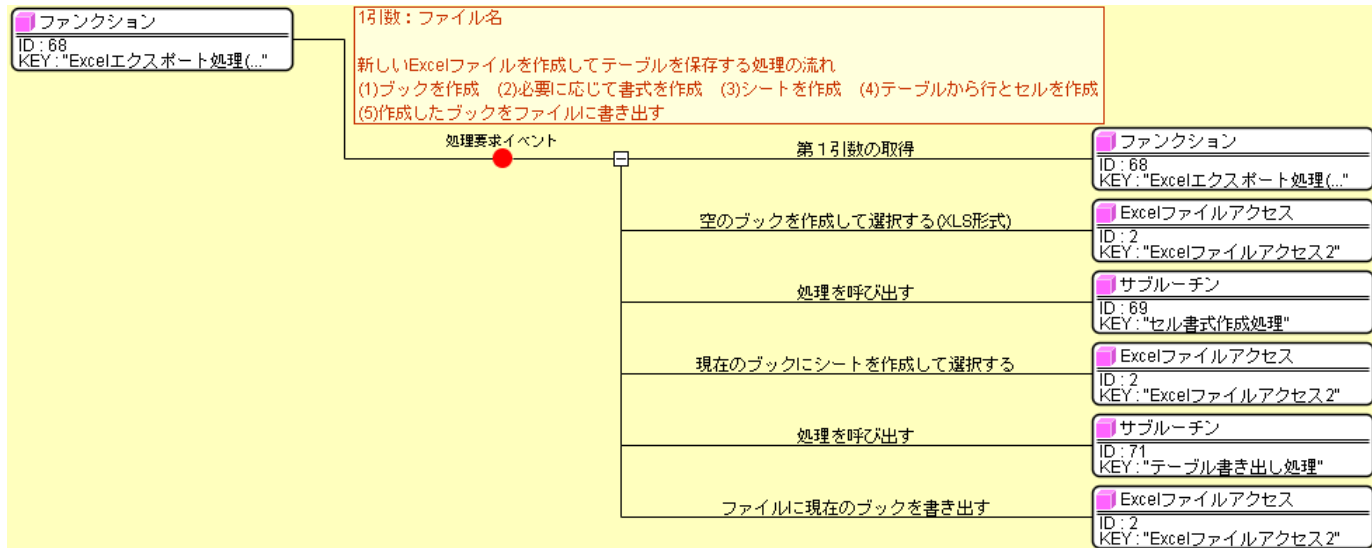 ファンクション
ID : 68
KEY : "Excelエクスポート処理(..."
1引数：ファイル名
新しいExcelファイルを作成してテーブルを保存する処理の流れ
(1)ブックを作成　(2)必要に応じて書式を作成　(3)シートを作成　(4)テーブルから行とセルを作成
(5)作成したブックをファイルに書き出す
処理要求イベント
第１引数の取得
ファンクション
ID : 68
KEY : "Excelエクスポート処理(..."
空のブックを作成して選択する(XLS形式)
Excelファイルアクセス
ID : 2
KEY : "Excelファイルアクセス2"
処理を呼び出す
サブルーチン
ID : 69
KEY : "セル書式作成処理"
現在のブックにシートを作成して選択する
Excelファイルアクセス
ID : 2
KEY : "Excelファイルアクセス2"
処理を呼び出す
サブルーチン
ID : 71
KEY : "テーブル書き出し処理"
ファイルに現在のブックを書き出す
Excelファイルアクセス
ID : 2
KEY : "Excelファイルアクセス2"